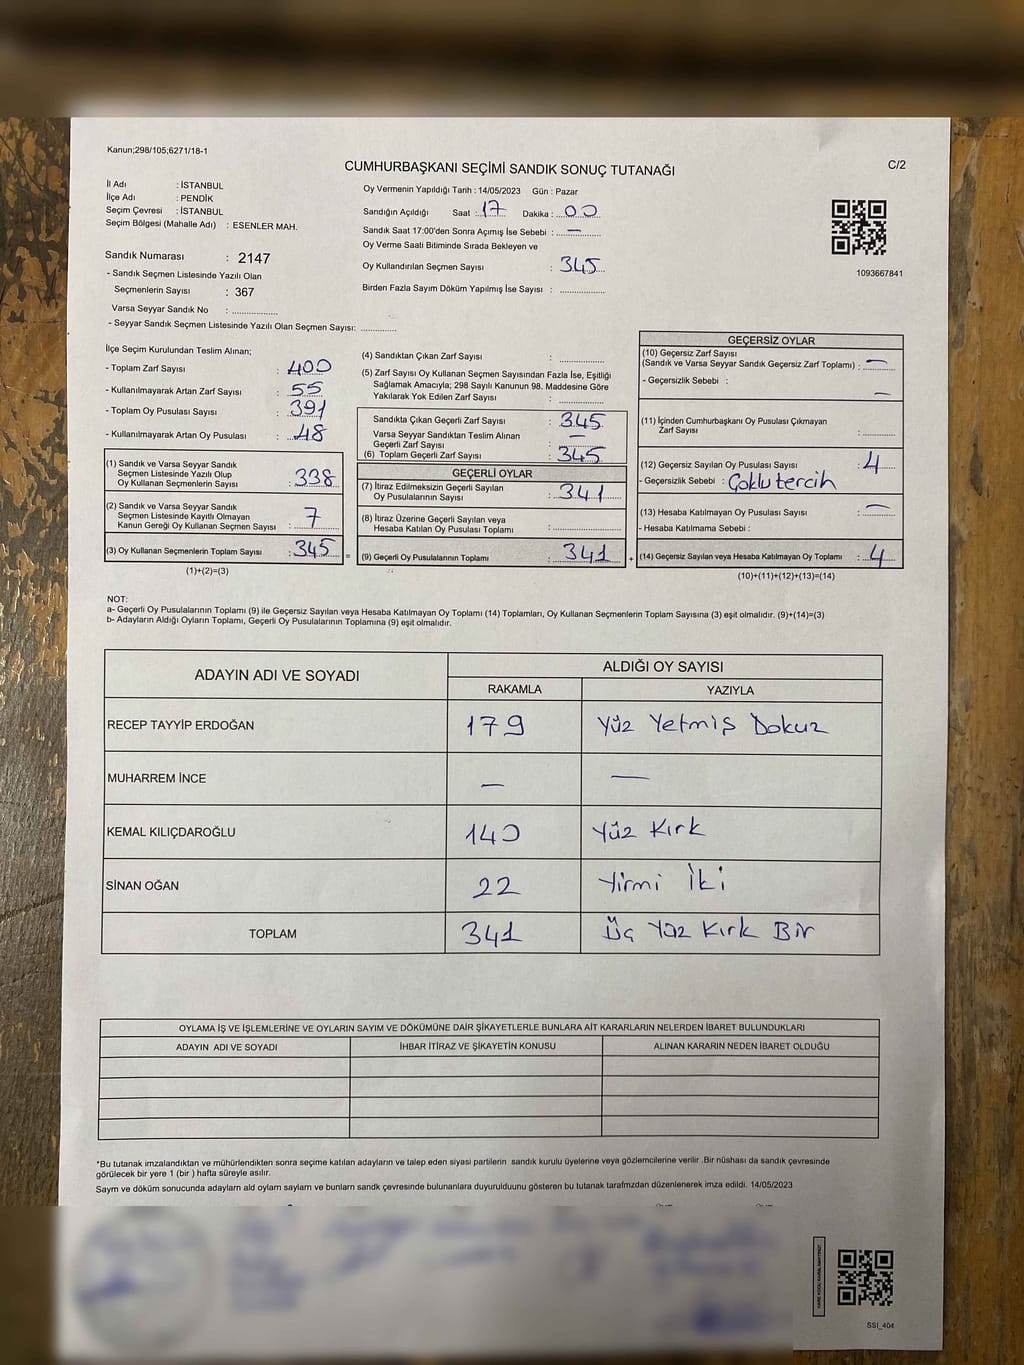 Kanun;298/105;6271/18-1
CUMHURBAŞKANI SEÇİMİ SANDIK SONUÇ TUTANAĞI
C/2
İl Adı : İSTANBUL
İlçe Adı : PENDİK
Seçim Çevresi : İSTANBUL
Seçim Bölgesi (Mahalle Adı) : ESENLER MAH.
Sandık Numarası : 2147
- Sandık Seçmen Listesinde Yazılı Olan
Seçmenlerin Sayısı : 367
Varsa Seyyar Sandık No : ..................
- Seyyar Sandık Seçmen Listesinde Yazılı Olan Seçmen Sayısı: ..............
Oy Vermenin Yapıldığı Tarih : 14/05/2023 Gün : Pazar
Sandığın Açıldığı Saat : 17 Dakika : 00
Sandık Saat 17:00'den Sonra Açımış İse Sebebi : —
Oy Verme Saati Bitiminde Sırada Bekleyen ve
Oy Kullandırılan Seçmen Sayısı : 345
Birden Fazla Sayım Döküm Yapılmış İse Sayısı : ..................
1093667841
İlçe Seçim Kurulundan Teslim Alınan;
- Toplam Zarf Sayısı : 400
- Kullanılmayarak Artan Zarf Sayısı : 55
- Toplam Oy Pusulası Sayısı : 391
- Kullanılmayarak Artan Oy Pusulası : 48
(1) Sandık ve Varsa Seyyar Sandık
Seçmen Listesinde Yazılı Olup
Oy Kullanan Seçmenlerin Sayısı : 338
(2) Sandık ve Varsa Seyyar Sandık
Seçmen Listesinde Kayıtlı Olmayan
Kanun Gereği Oy Kullanan Seçmen Sayısı : 7
(3) Oy Kullanan Seçmenlerin Toplam Sayısı : 345 =
(1)+(2)=(3)
(4) Sandıktan Çıkan Zarf Sayısı : ..................
(5) Zarf Sayısı Oy Kullanan Seçmen Sayısından Fazla İse, Eşitliği
Sağlamak Amacıyla; 298 Sayılı Kanunun 98. Maddesine Göre
Yakılarak Yok Edilen Zarf Sayısı : ..................
Sandıkta Çıkan Geçerli Zarf Sayısı : 345
Varsa Seyyar Sandıktan Teslim Alınan —
Geçerli Zarf Sayısı :
(6) Toplam Geçerli Zarf Sayısı : 345
GEÇERLİ OYLAR
(7) İtiraz Edilmeksizin Geçerli Sayılan
Oy Pusulalarının Sayısı : 341
(8) İtiraz Üzerine Geçerli Sayılan veya
Hesaba Katılan Oy Pusulası Toplamı : ..................
(9) Geçerli Oy Pusulalarının Toplamı : 341 +
GEÇERSİZ OYLAR
(10) Geçersiz Zarf Sayısı
(Sandık ve Seyyar Sandık Geçersiz Zarf Toplamı) : —
- Geçersizlik Sebebi : —
(11) İçinden Cumhurbaşkanı Oy Pusulası Çıkmayan
Zarf Sayısı : ..................
(12) Geçersiz Sayılan Oy Pusulası Sayısı : 4
- Geçersizlik Sebebi : Çoklu tercih
(13) Hesaba Katılmayan Oy Pusulası Sayısı : —
- Hesaba Katılmama Sebebi :
(14) Geçersiz Sayılan veya Hesaba Katılmayan Oy Toplamı : 4
(10)+(11)+(12)+(13)=(14)
NOT:
a- Geçerli Oy Pusulalarının Toplamı (9) ile Geçersiz Sayılan veya Hesaba Katılmayan Oy Toplamı (14) Toplamları, Oy Kullanan Seçmenlerin Toplam Sayısına (3) eşit olmalıdır. (9)+(14)=(3)
b- Adayların Aldığı Oyların Toplamı, Geçerli Oy Pusulalarının Toplamına (9) eşit olmalıdır.
ADAYIN ADI VE SOYADI
ALDIĞI OY SAYISI
RAKAMLA YAZIYLA
RECEP TAYYİP ERDOĞAN 179 Yüz Yetmiş Dokuz
MUHARREM İNCE — —
KEMAL KILIÇDAROĞLU 140 Yüz Kırk
SİNAN OĞAN 22 Yirmi İki
TOPLAM 341 Üç Yüz Kırk Bir
OYLAMA İŞ VE İŞLEMLERİNE VE OYLARIN SAYIM VE DÖKÜMÜNE DAİR ŞİKAYETLERLE BUNLARA AİT KARARLARIN NELERDEN İBARET BULUNDUKLARI
ADAYIN ADI VE SOYADI İHBAR İTİRAZ VE ŞİKAYETİN KONUSU ALINAN KARARIN NEDEN İBARET OLDUĞU
*Bu tutanak imzalandıktan ve mühürlendikten sonra seçime katılan adayların ve talep eden siyasi partilerin sandık kurulu üyelerine veya gözlemcilerine verilir .Bir nüshası da sandık çevresinde
görülecek bir yere 1 (bir ) hafta süreyle asılır.
Sayım ve döküm sonucunda adayların ald oyların sayların ve bunların sandk çevresinde bulunanlara duyurulduunu gösteren bu tutanak tarafmzdan düzenlenerek imza edildi. 14/05/2023
SSI_404